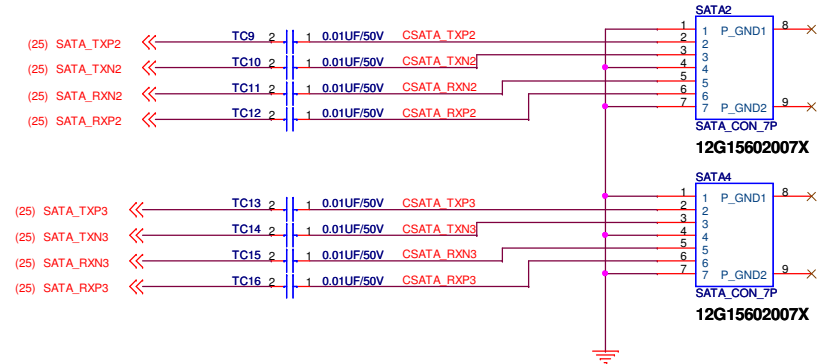 SATA2
(25) SATA_TXP2 TC9 2 1 0.01UF/50V CSATA_TXP2 1 1 P_GND1 8
2 2
(25) SATA_TXN2 TC10 2 1 0.01UF/50V CSATA_TXN2 3 3
4 4
(25) SATA_RXN2 TC11 2 1 0.01UF/50V CSATA_RXN2 5 5
6 6
(25) SATA_RXP2 TC12 2 1 0.01UF/50V CSATA_RXP2 7 7 P_GND2 9
SATA_CON_7P
12G15602007X
SATA4
(25) SATA_TXP3 TC13 2 1 0.01UF/50V CSATA_TXP3 1 1 P_GND1 8
2 2
(25) SATA_TXN3 TC14 2 1 0.01UF/50V CSATA_TXN3 3 3
4 4
(25) SATA_RXN3 TC15 2 1 0.01UF/50V CSATA_RXN3 5 5
6 6
(25) SATA_RXP3 TC16 2 1 0.01UF/50V CSATA_RXP3 7 7 P_GND2 9
SATA_CON_7P
12G15602007X